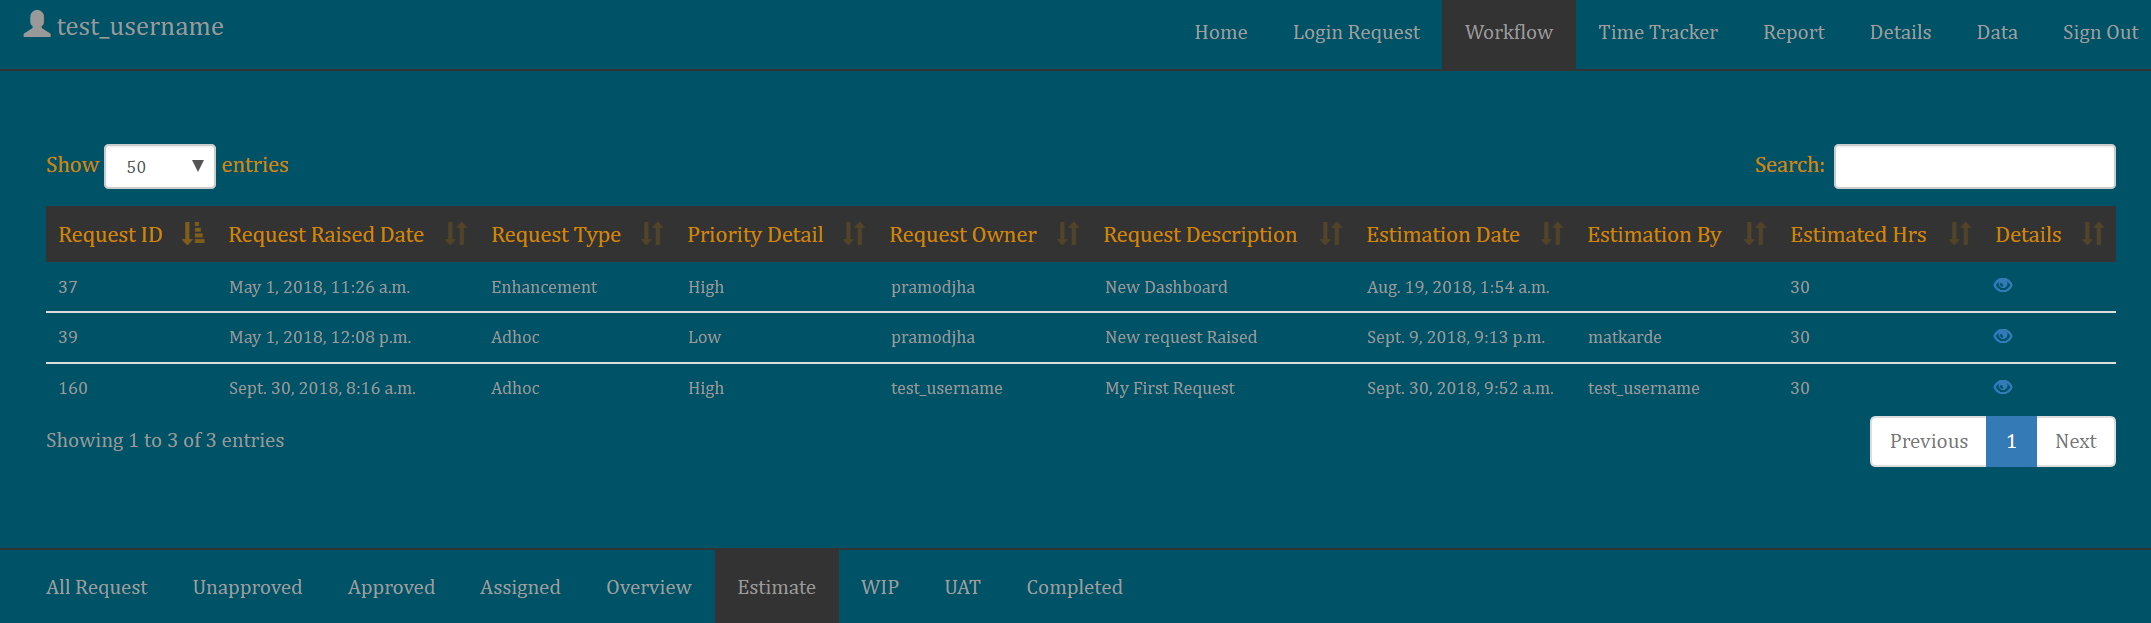 test_username Home Login Request Workflow Time Tracker Report Details Data Sign Out
Show 50 entries Search:
Request ID Request Raised Date Request Type Priority Detail Request Owner Request Description Estimation Date Estimation By Estimated Hrs Details
37 May 1, 2018, 11:26 a.m. Enhancement High pramodjha New Dashboard Aug. 19, 2018, 1:54 a.m. 30
39 May 1, 2018, 12:08 p.m. Adhoc Low pramodjha New request Raised Sept. 9, 2018, 9:13 p.m. matkarde 30
160 Sept. 30, 2018, 8:16 a.m. Adhoc High test_username My First Request Sept. 30, 2018, 9:52 a.m. test_username 30
Showing 1 to 3 of 3 entries Previous 1 Next
All Request Unapproved Approved Assigned Overview Estimate WIP UAT Completed